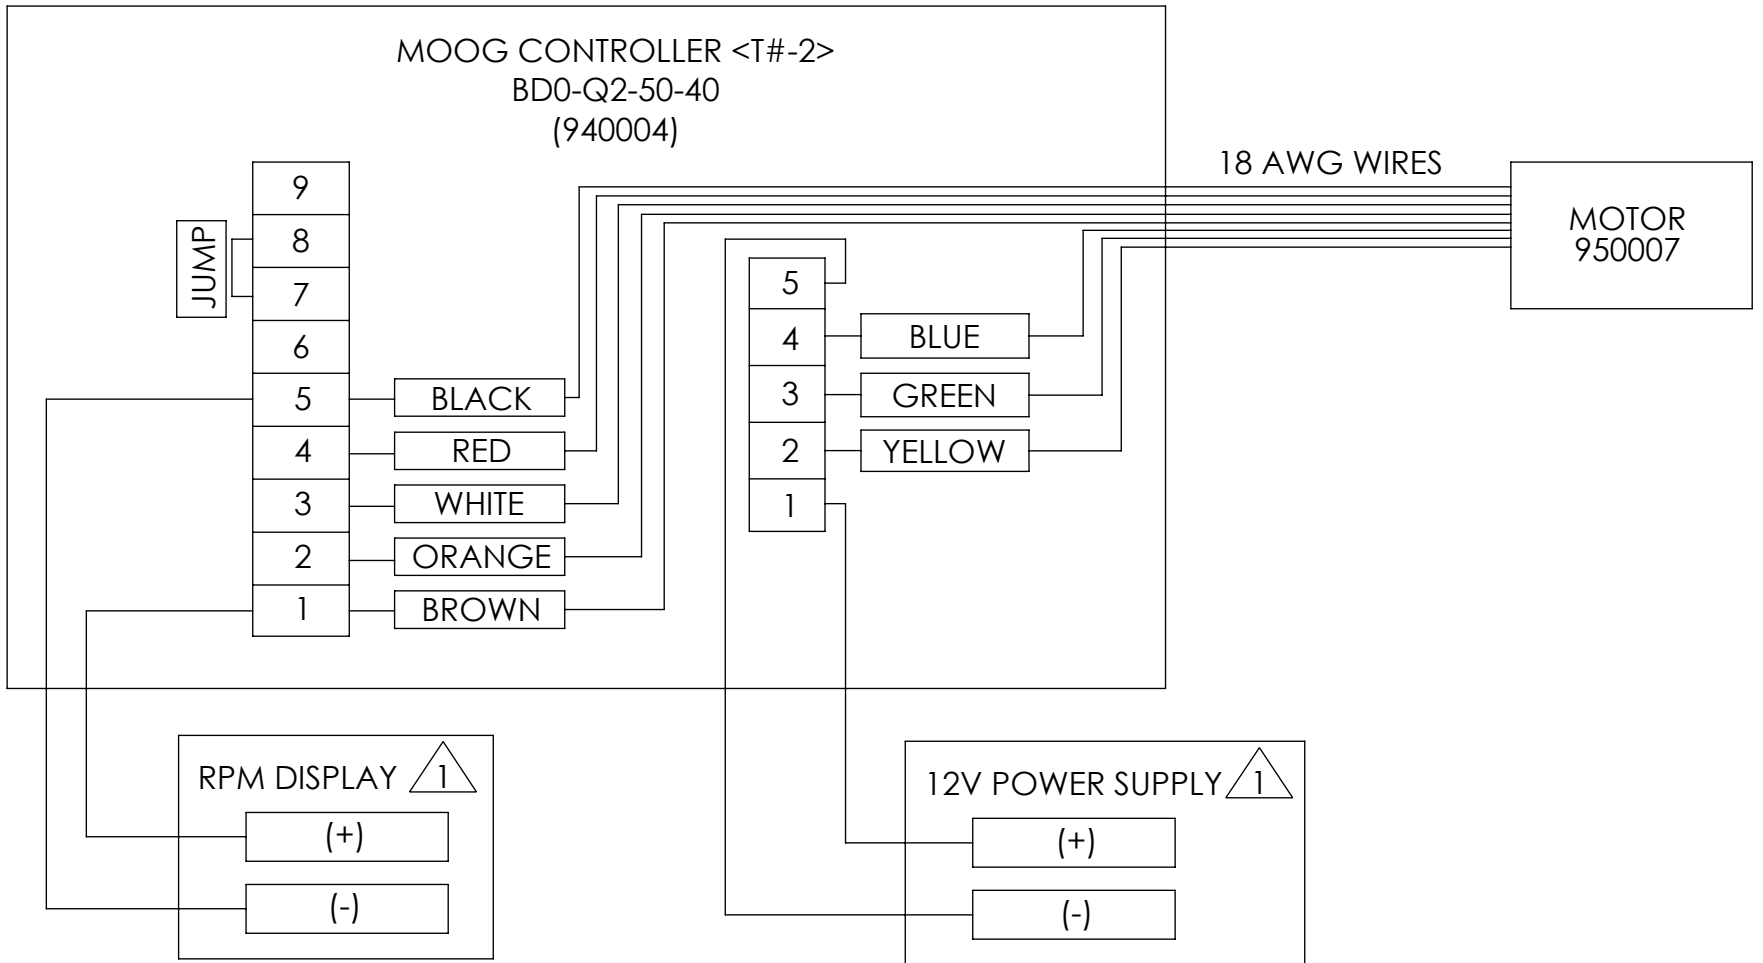 MOOG CONTROLLER <T#-2>
BD0-Q2-50-40
(940004)
18 AWG WIRES
MOTOR
950007
JUMP
9
8
7
6
5
4
3
2
1
BLACK
RED
WHITE
ORANGE
BROWN
5
4
3
2
1
BLUE
GREEN
YELLOW
RPM DISPLAY 1
(+)
(-)
12V POWER SUPPLY 1
(+)
(-)